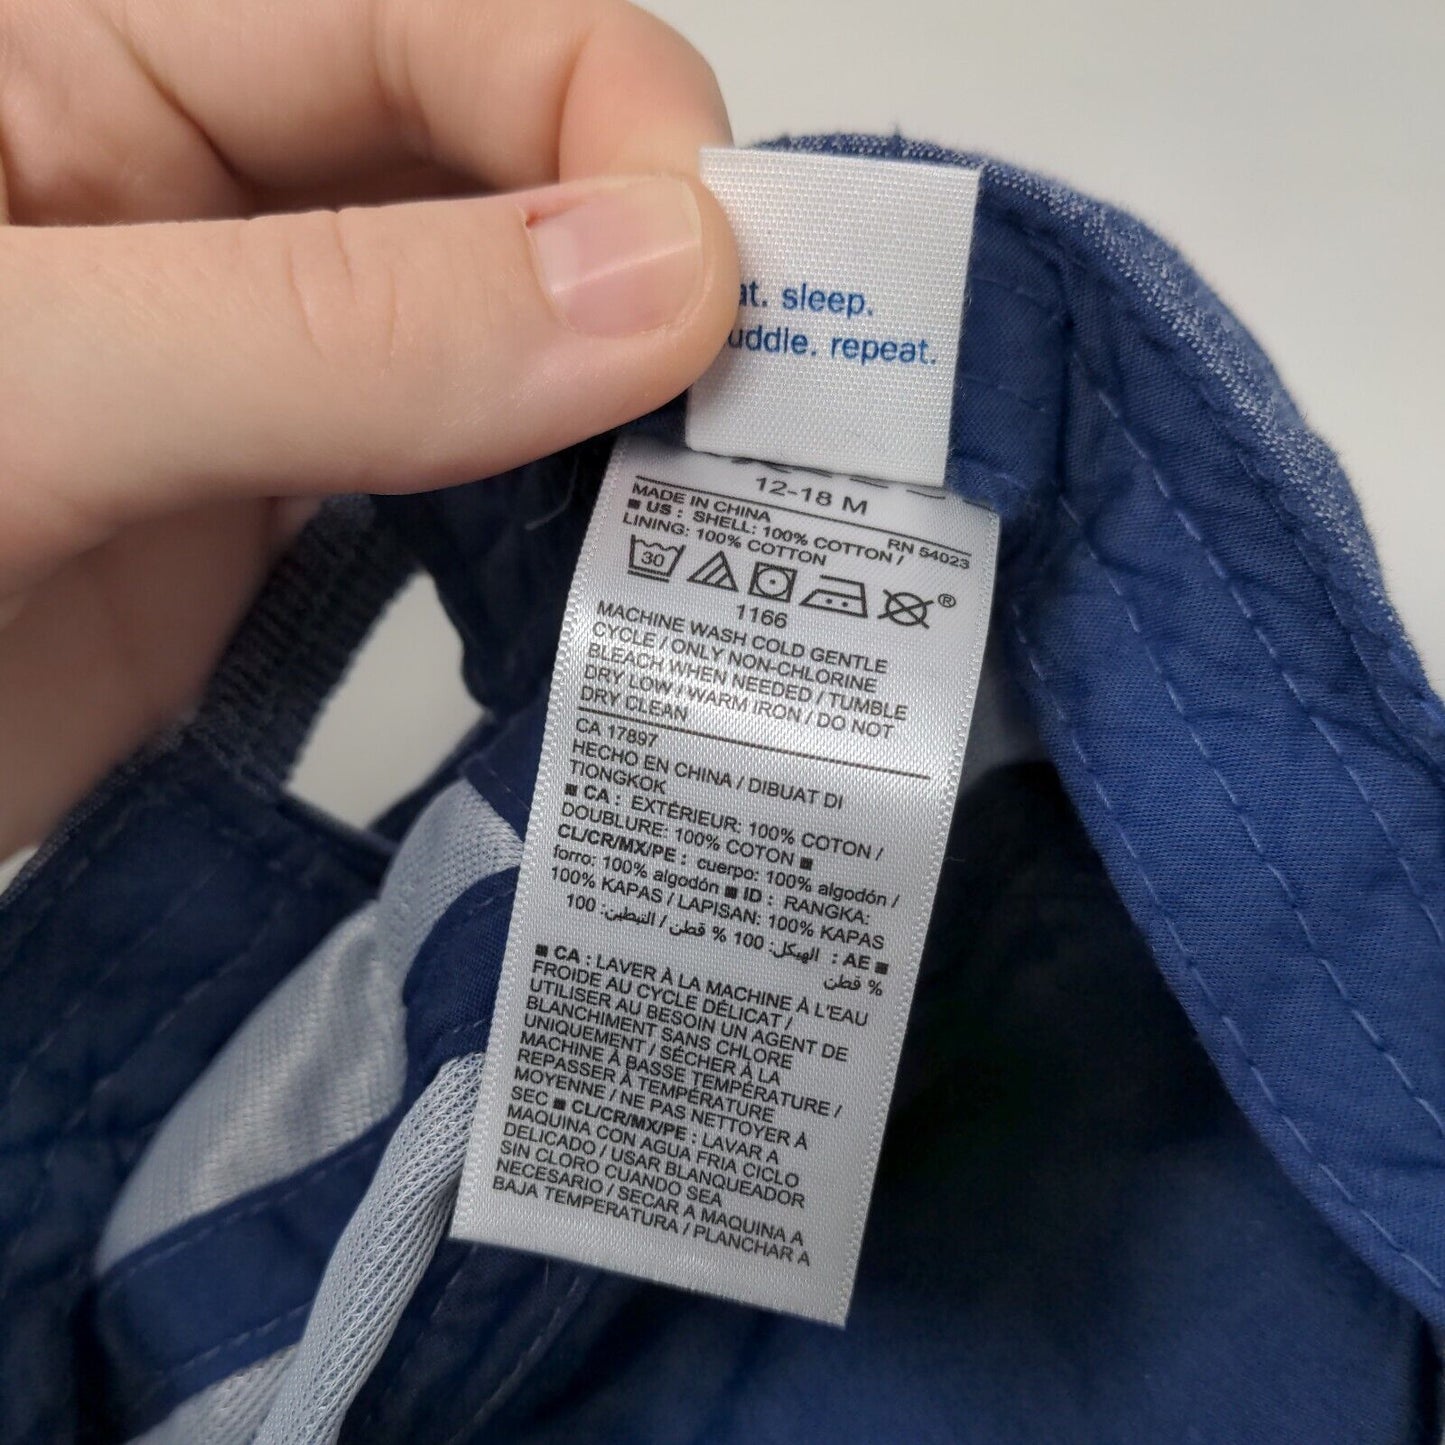 at. sleep.
uddle. repeat.
12-18 M
MADE IN CHINA RN 54023
■ US : SHELL: 100% COTTON /
LINING: 100% COTTON
30 ®
1166
MACHINE WASH COLD GENTLE
CYCLE / ONLY NON-CHLORINE
BLEACH WHEN NEEDED / TUMBLE
DRY LOW / WARM IRON / DO NOT
DRY CLEAN
CA 17897
HECHO EN CHINA / DIBUAT DI
TIONGKOK
■ CA : EXTÉRIEUR: 100% COTON /
DOUBLURE: 100% COTON ■
CL/CR/MX/PE : cuerpo: 100% algodón /
forro: 100% algodón ■ ID : RANGKA:
100% KAPAS / LAPISAN: 100% KAPAS
■ AE : الهيكل: 100 % قطن / التبطين: 100
% قطن
■ CA : LAVER À LA MACHINE À L'EAU
FROIDE AU CYCLE DÉLICAT /
UTILISER AU BESOIN UN AGENT DE
BLANCHIMENT SANS CHLORE
UNIQUEMENT / SÉCHER À LA
MACHINE À BASSE TEMPÉRATURE /
REPASSER À TEMPÉRATURE
MOYENNE / NE PAS NETTOYER À
SEC ■ CL/CR/MX/PE : LAVAR A
MAQUINA CON AGUA FRIA CICLO
DELICADO / USAR BLANQUEADOR
SIN CLORO CUANDO SEA
NECESARIO / SECAR A MAQUINA A
BAJA TEMPERATURA / PLANCHAR A